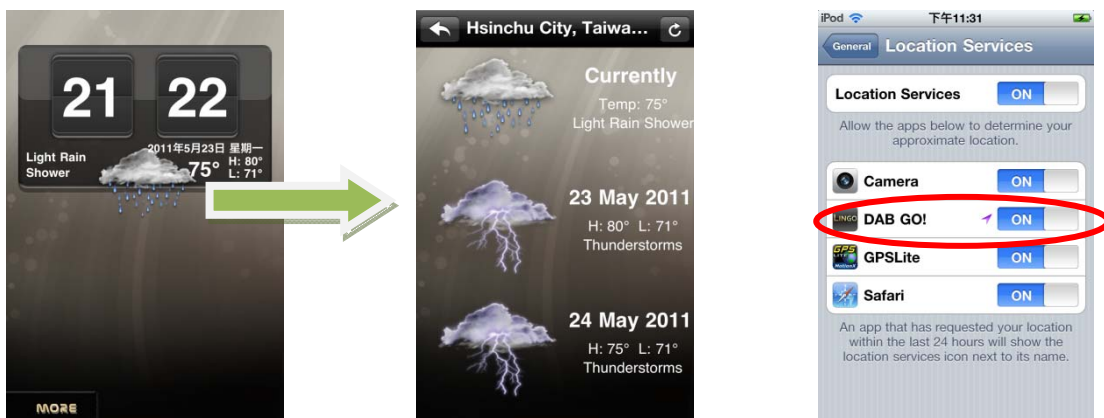 21 22
2011年5月23日 星期一
Light Rain
Shower
75°
H: 80°
L: 71°
MORE
Hsinchu City, Taiwa...
Currently
Temp: 75°
Light Rain Shower
23 May 2011
H: 80° L: 71°
Thunderstorms
24 May 2011
H: 75° L: 71°
Thunderstorms
iPod 下午11:31
General Location Services
Location Services ON
Allow the apps below to determine your
approximate location.
Camera ON
LINGO DAB GO! ON
GPSLite ON
Safari ON
An app that has requested your location
within the last 24 hours will show the
location services icon next to its name.